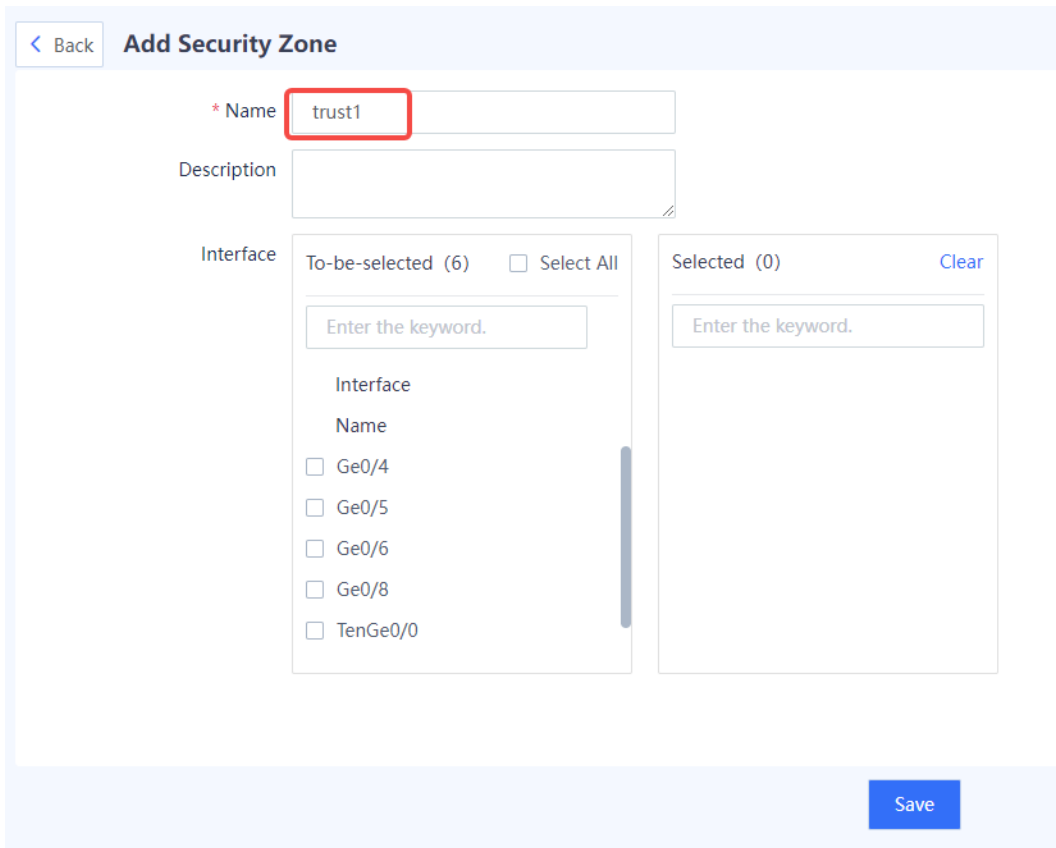 Back Add Security Zone
* Name trust1
Description
Interface To-be-selected (6) Select All Selected (0) Clear
Enter the keyword. Enter the keyword.
Interface
Name
Ge0/4
Ge0/5
Ge0/6
Ge0/8
TenGe0/0
Save